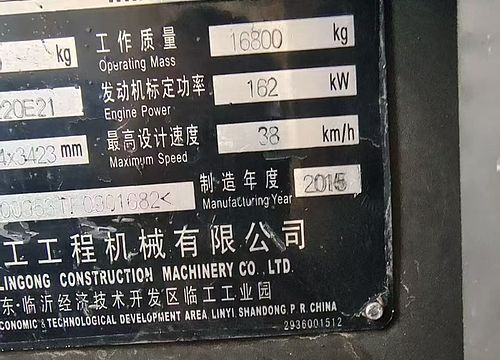 kg 工作质量 16800 kg
Operating Mass
20E21 发动机标定功率 162 kW
Engine Power
x3423 mm 最高设计速度 38 km/h
Maximum Speed
制造年度 2015
Manufacturing Year
工工程机械有限公司
LINGONG CONSTRUCTION MACHINERY CO., LTD.
东·临沂经济技术开发区临工工业园
ECONOMIC & TECHNOLOGICAL DEVELOPMENT AREA LINYI SHANDONG P.R.CHINA
2936001512